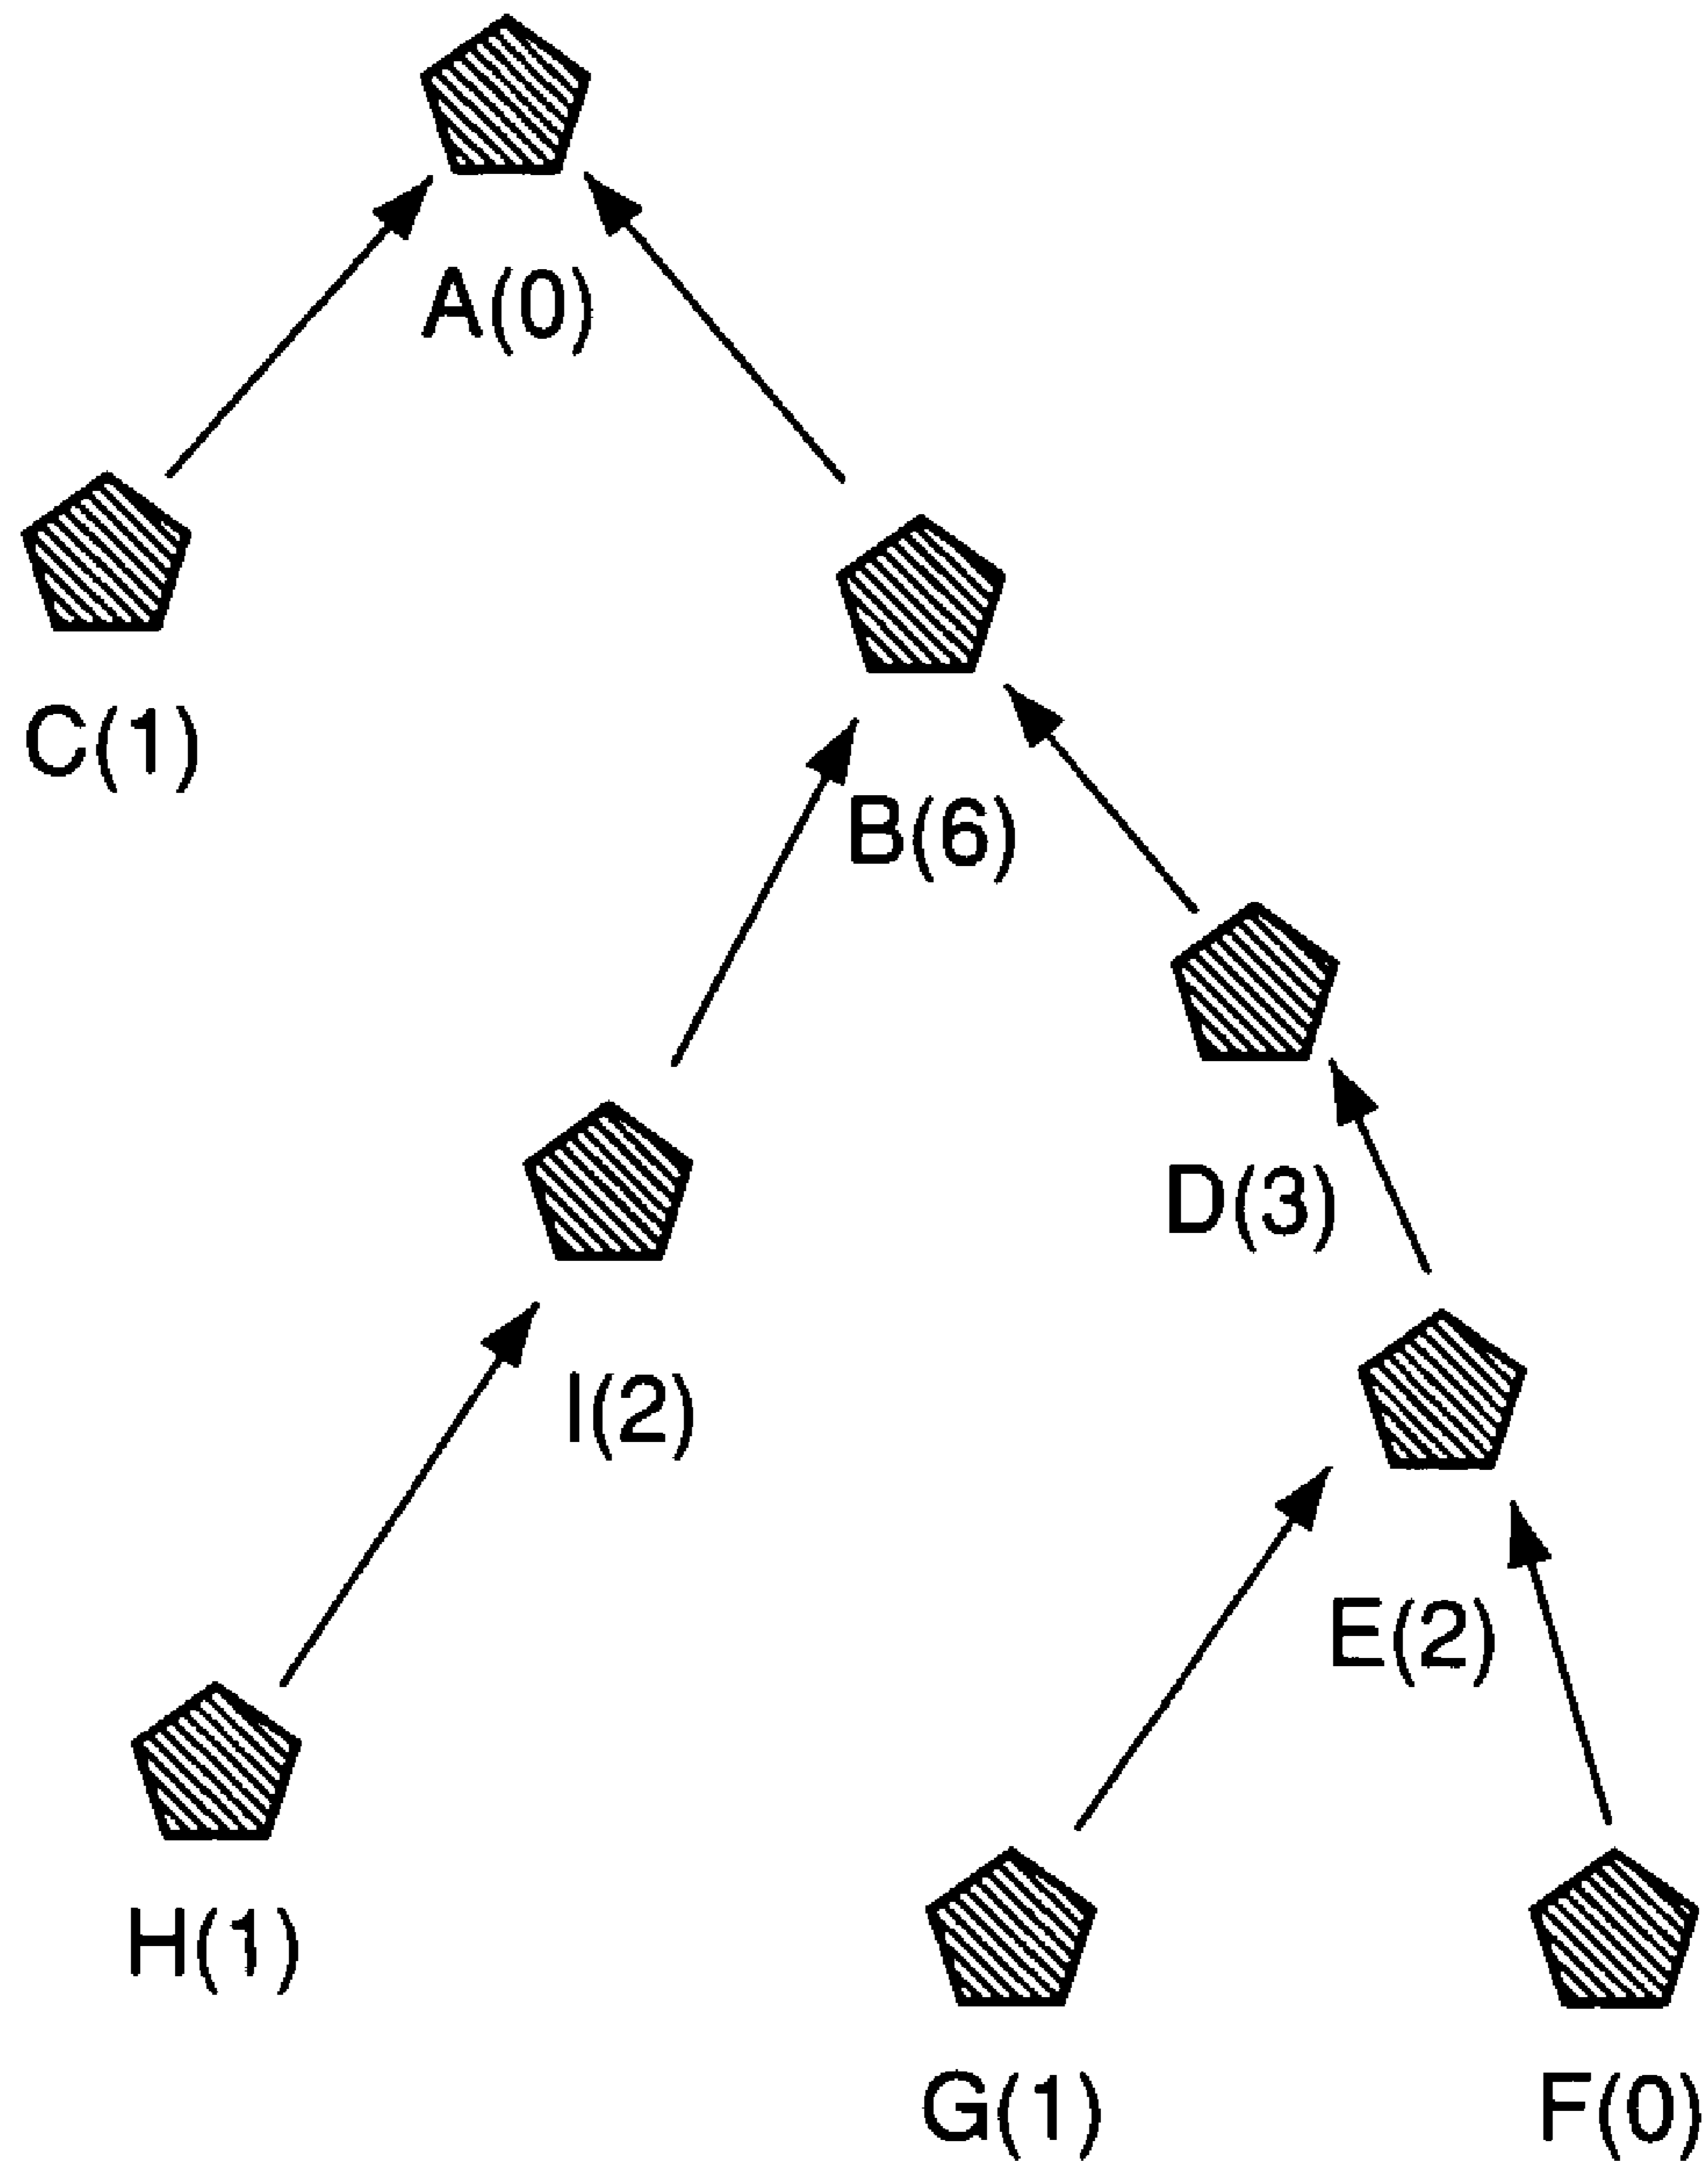 A(0)
C(1)
B(6)
D(3)
I(2)
E(2)
H(1)
G(1)
F(0)